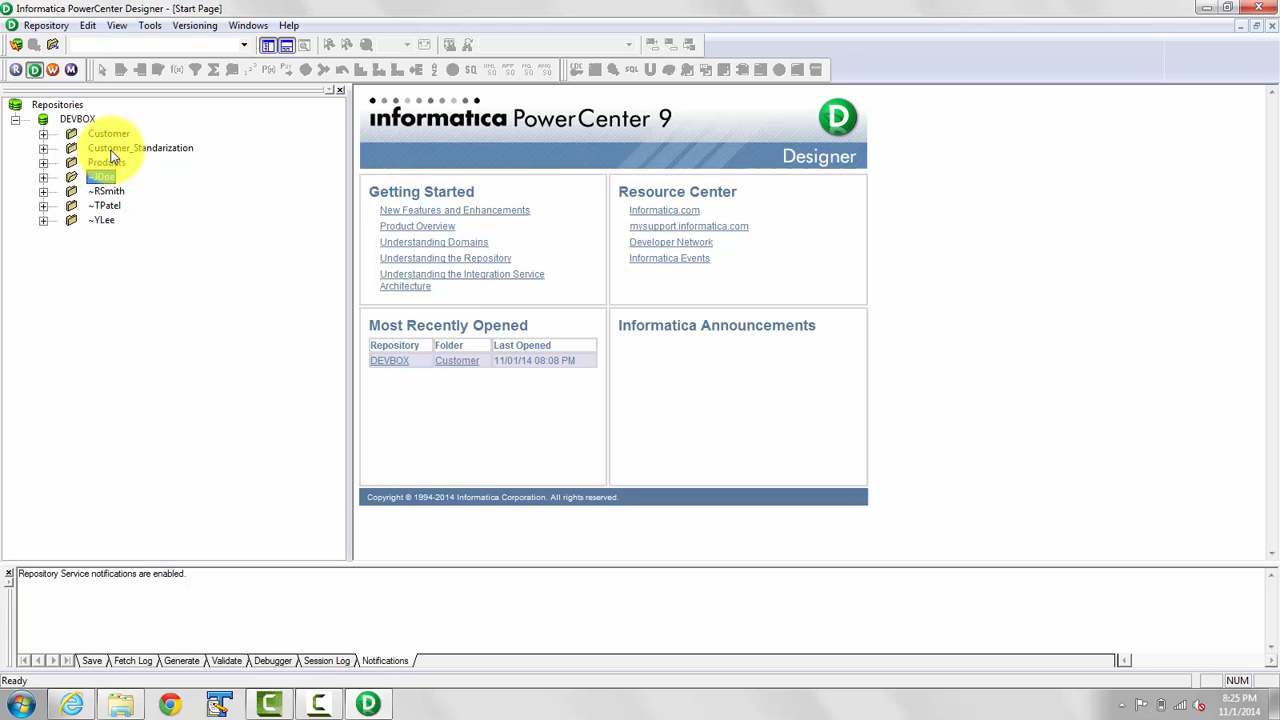 Informatica PowerCenter Designer - [Start Page]
Repository Edit View Tools Versioning Windows Help
Repositories
DEVBOX
Customer
Customer_Standarization
Products
~JDoe
~RSmith
~TPatel
~YLee
informatica PowerCenter 9
Designer
Getting Started
New Features and Enhancements
Product Overview
Understanding Domains
Understanding the Repository
Understanding the Integration Service
Architecture
Resource Center
Informatica.com
mysupport.informatica.com
Developer Network
Informatica Events
Most Recently Opened
Repository Folder Last Opened
DEVBOX Customer 11/01/14 08:08 PM
Informatica Announcements
Copyright © 1994-2014 Informatica Corporation. All rights reserved.
Repository Service notifications are enabled.
Save Fetch Log Generate Validate Debugger Session Log Notifications
Ready
NUM
8:25 PM
11/1/2014